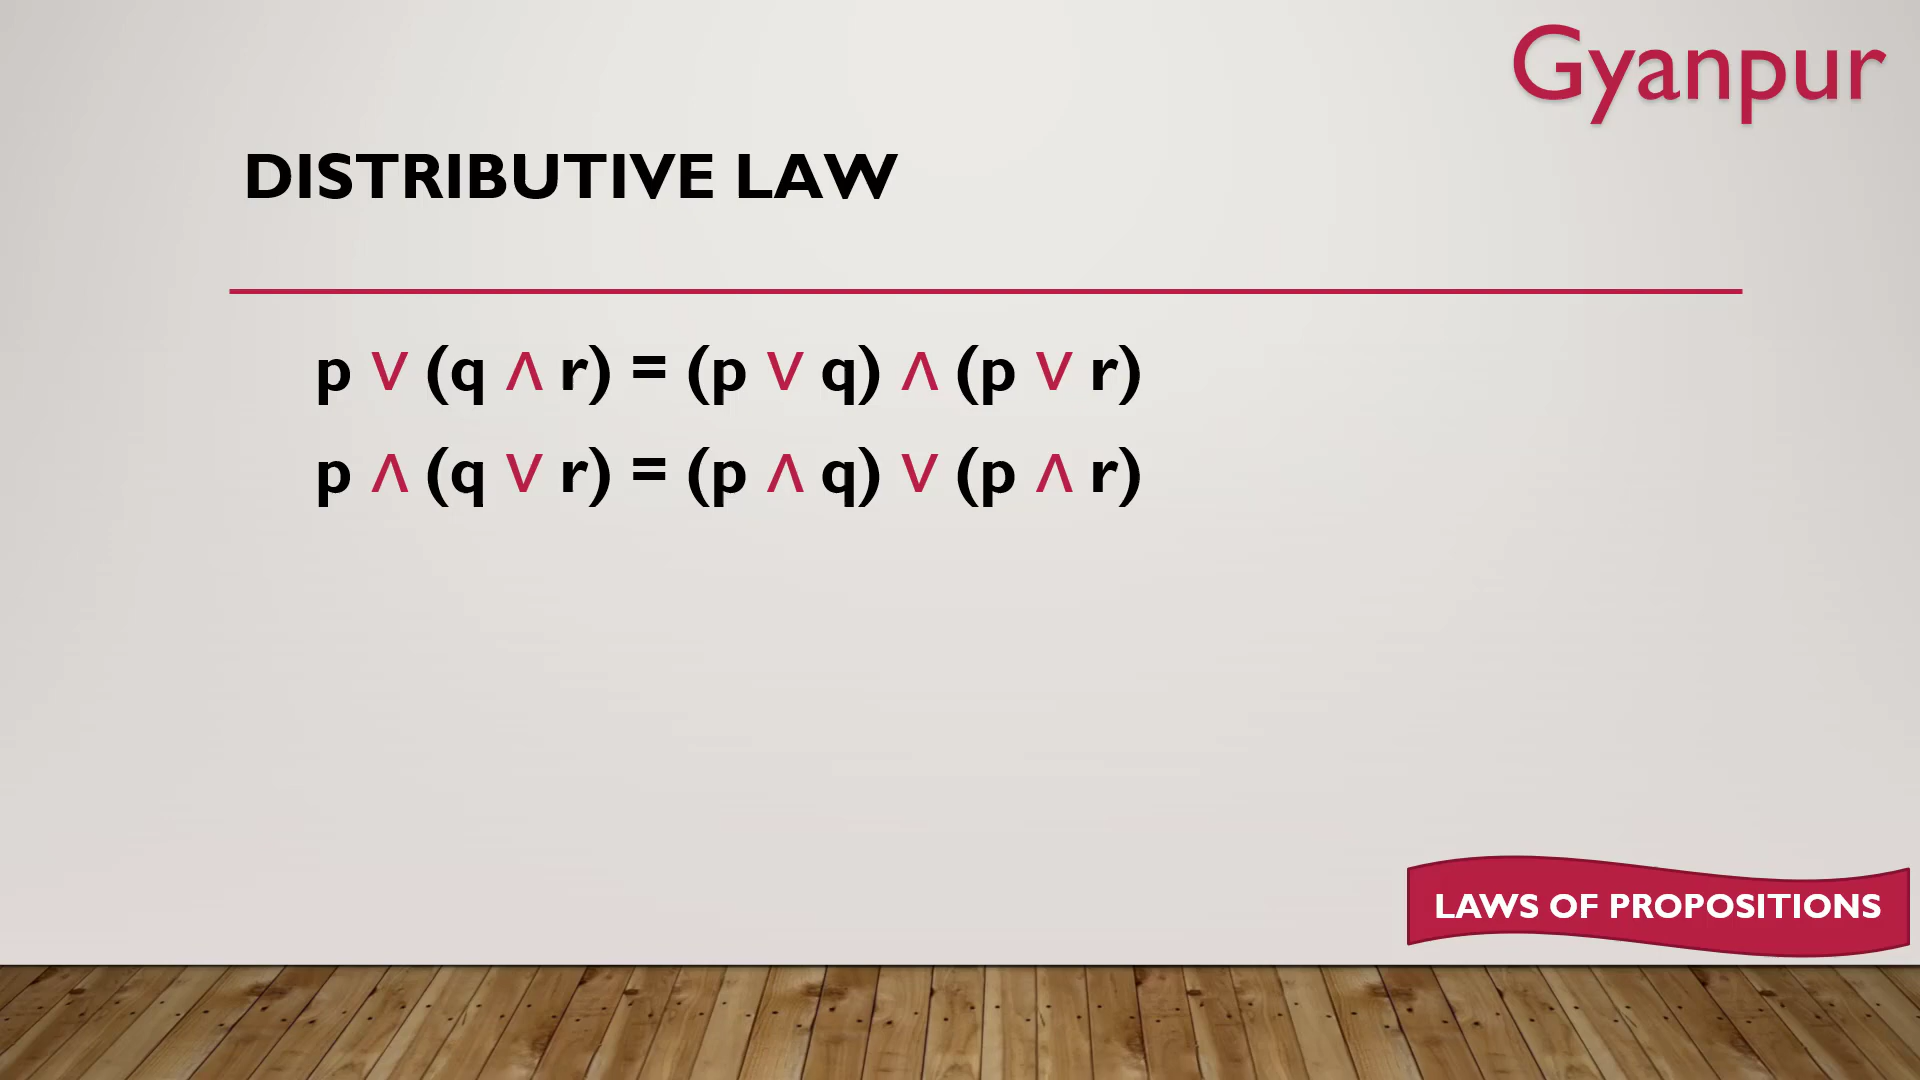 Gyanpur
DISTRIBUTIVE LAW
p ∨ (q ∧ r) = (p ∨ q) ∧ (p ∨ r)
p ∧ (q ∨ r) = (p ∧ q) ∨ (p ∧ r)
LAWS OF PROPOSITIONS